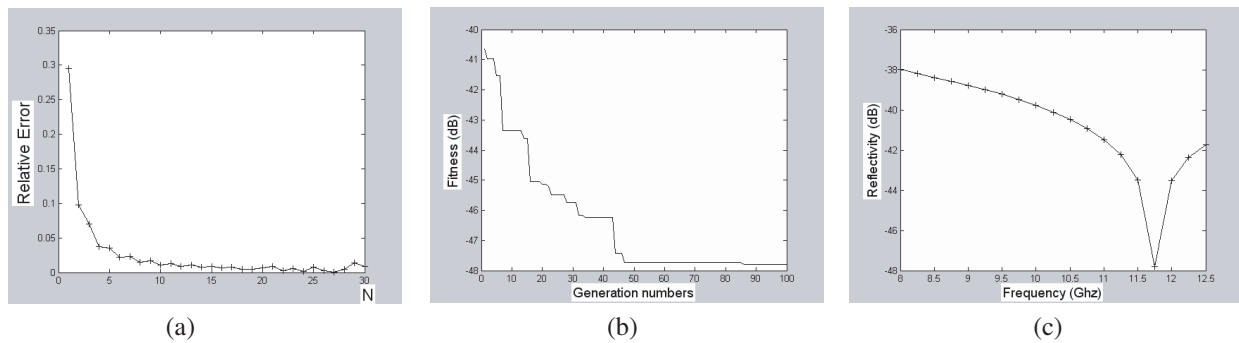 0.35
0.3
0.25
0.2
0.15
0.1
0.05
0
0 5 10 15 20 25 30
Relative Error
N
(a)
-40
-41
-42
-43
-44
-45
-46
-47
-48
10 20 30 40 50 60 70 80 90 100
Fitness (dB)
Generation numbers
(b)
-36
-38
-40
-42
-44
-46
-48
8 8.5 9 9.5 10 10.5 11 11.5 12 12.5
Reflectivity (dB)
Frequency (Ghz)
(c)